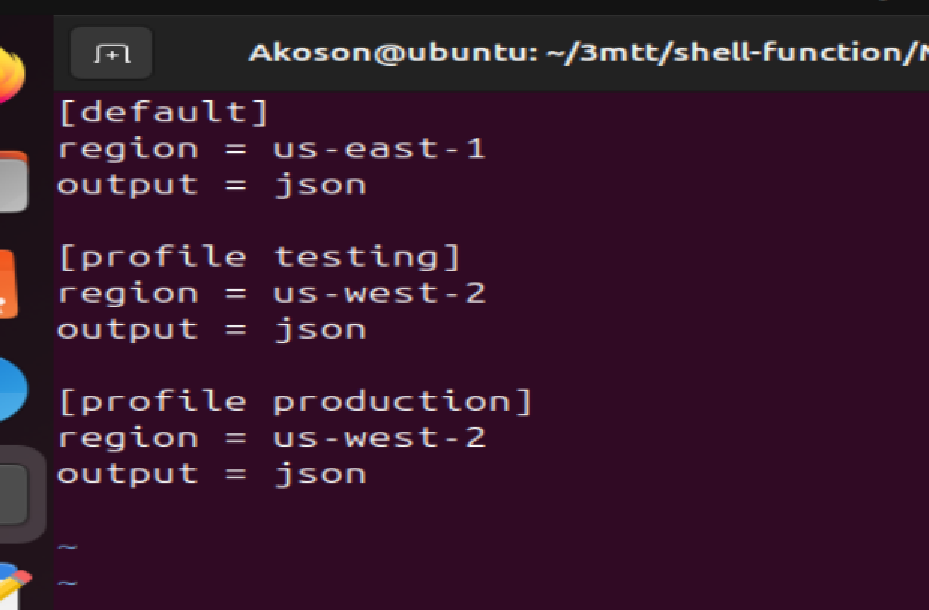 Akoson@ubuntu: ~/3mtt/shell-function/
[default]
region = us-east-1
output = json
[profile testing]
region = us-west-2
output = json
[profile production]
region = us-west-2
output = json
~
~